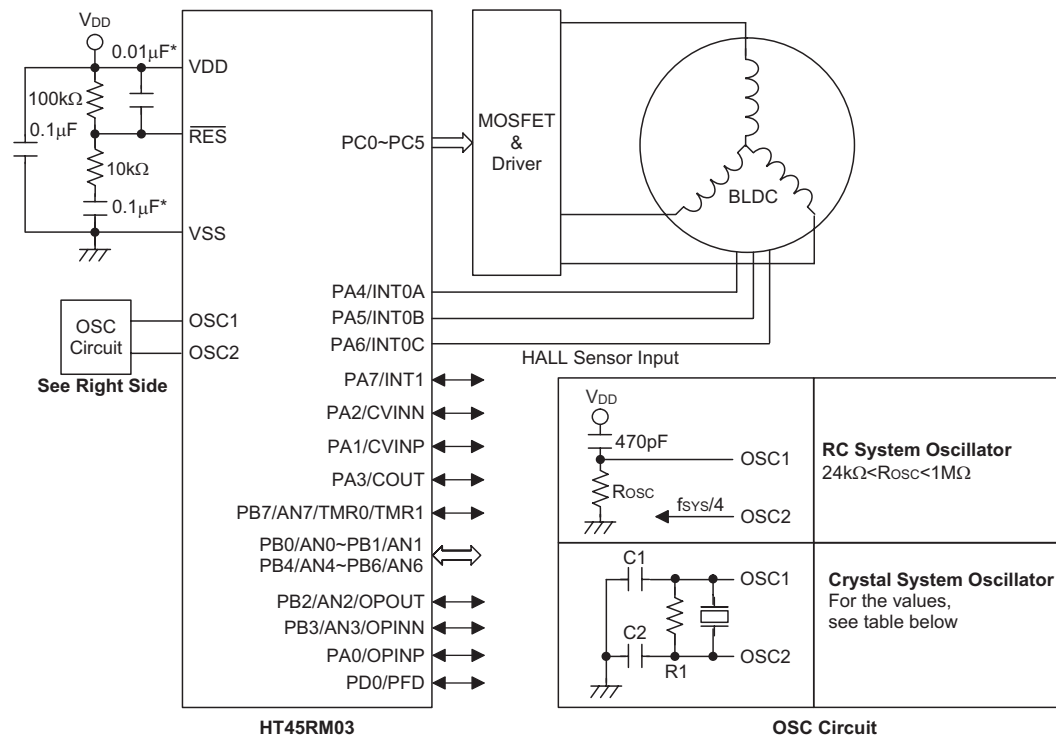 VDD
0.01μF*
VDD
100kΩ
0.1μF
RES
10kΩ
0.1μF*
VSS
OSC
Circuit
OSC1
OSC2
See Right Side
PC0~PC5
MOSFET
&
Driver
BLDC
PA4/INT0A
PA5/INT0B
PA6/INT0C
HALL Sensor Input
PA7/INT1
PA2/CVINN
PA1/CVINP
PA3/COUT
PB7/AN7/TMR0/TMR1
PB0/AN0~PB1/AN1
PB4/AN4~PB6/AN6
PB2/AN2/OPOUT
PB3/AN3/OPINN
PA0/OPINP
PD0/PFD
HT45RM03
VDD
470pF
OSC1
ROSC
fSYS/4
OSC2
RC System Oscillator
24kΩ<ROSC<1MΩ
C1
OSC1
C2
R1
OSC2
Crystal System Oscillator
For the values,
see table below
OSC Circuit